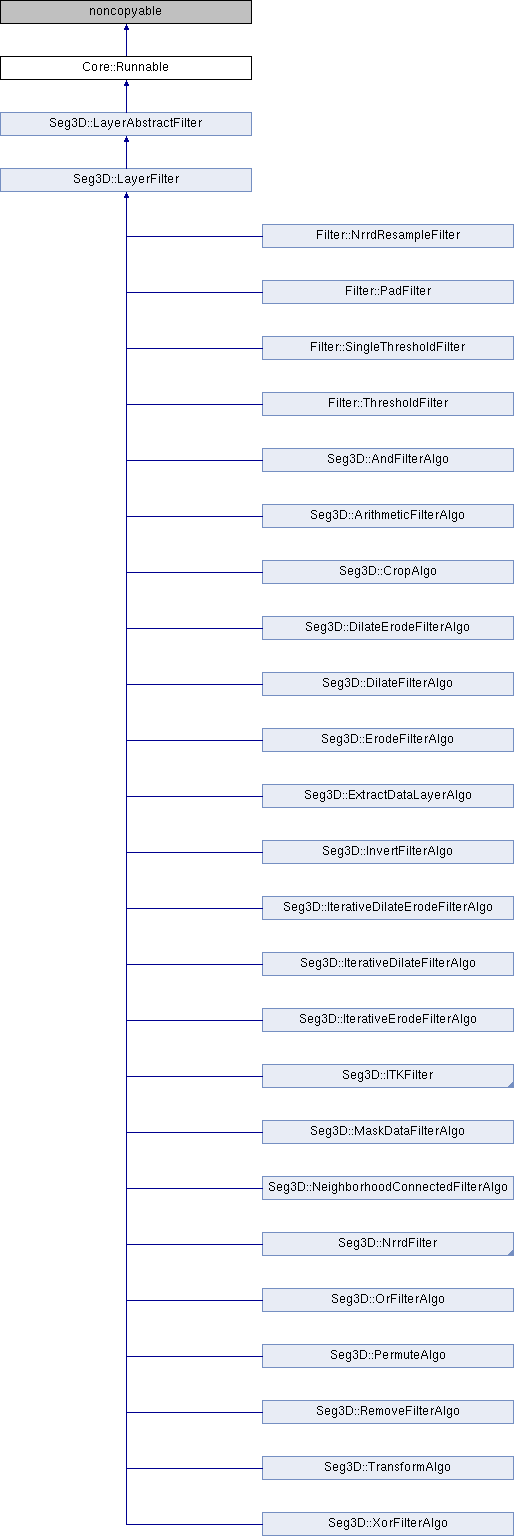 noncopyable
Core::Runnable
Seg3D::LayerAbstractFilter
Seg3D::LayerFilter
Filter::NrrdResampleFilter
Filter::PadFilter
Filter::SingleThresholdFilter
Filter::ThresholdFilter
Seg3D::AndFilterAlgo
Seg3D::ArithmeticFilterAlgo
Seg3D::CropAlgo
Seg3D::DilateErodeFilterAlgo
Seg3D::DilateFilterAlgo
Seg3D::ErodeFilterAlgo
Seg3D::ExtractDataLayerAlgo
Seg3D::InvertFilterAlgo
Seg3D::IterativeDilateErodeFilterAlgo
Seg3D::IterativeDilateFilterAlgo
Seg3D::IterativeErodeFilterAlgo
Seg3D::ITKFilter
Seg3D::MaskDataFilterAlgo
Seg3D::NeighborhoodConnectedFilterAlgo
Seg3D::NrrdFilter
Seg3D::OrFilterAlgo
Seg3D::PermuteAlgo
Seg3D::RemoveFilterAlgo
Seg3D::TransformAlgo
Seg3D::XorFilterAlgo